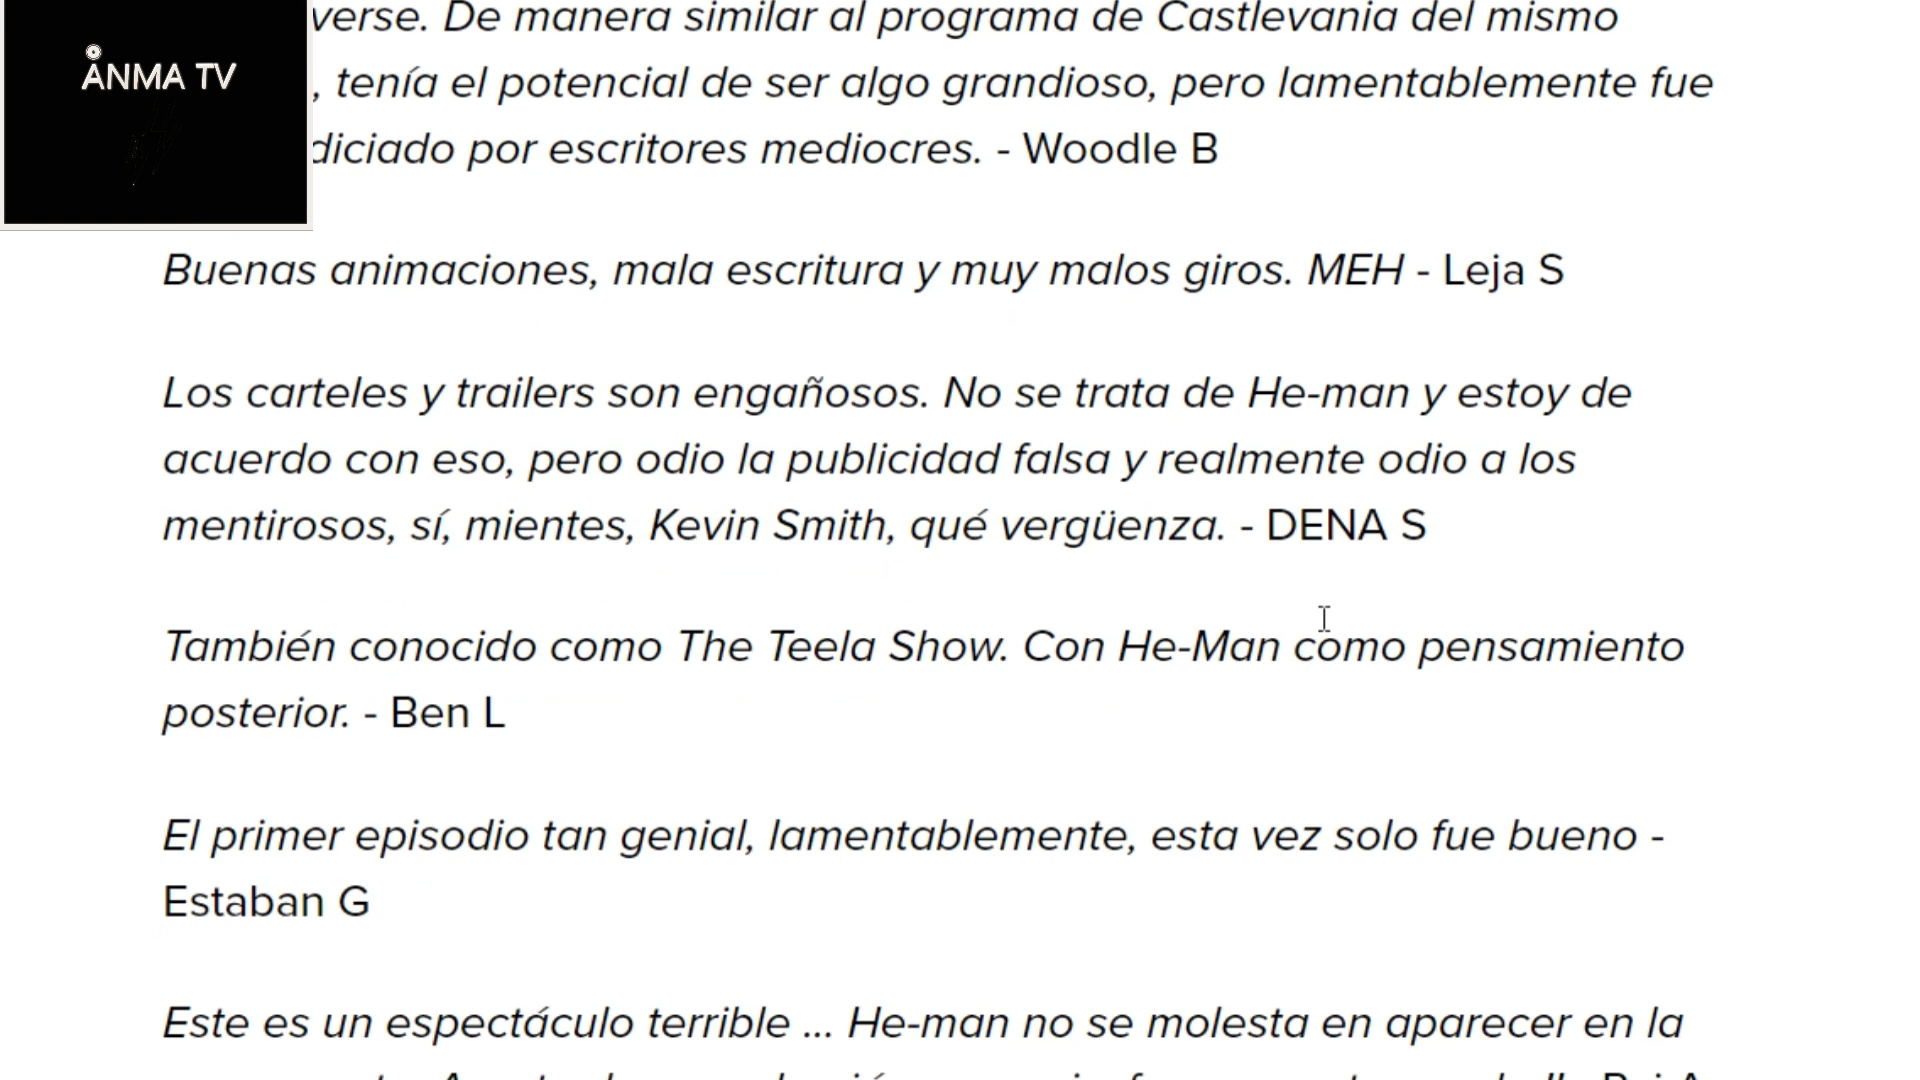 ANMA TV
verse. De manera similar al programa de Castlevania del mismo
, tenía el potencial de ser algo grandioso, pero lamentablemente fue
diciado por escritores mediocres. - Woodle B
Buenas animaciones, mala escritura y muy malos giros. MEH - Leja S
Los carteles y trailers son engañosos. No se trata de He-man y estoy de
acuerdo con eso, pero odio la publicidad falsa y realmente odio a los
mentirosos, sí, mientes, Kevin Smith, qué vergüenza. - DENA S
También conocido como The Teela Show. Con He-Man como pensamiento
posterior. - Ben L
El primer episodio tan genial, lamentablemente, esta vez solo fue bueno -
Estaban G
Este es un espectáculo terrible ... He-man no se molesta en aparecer en la